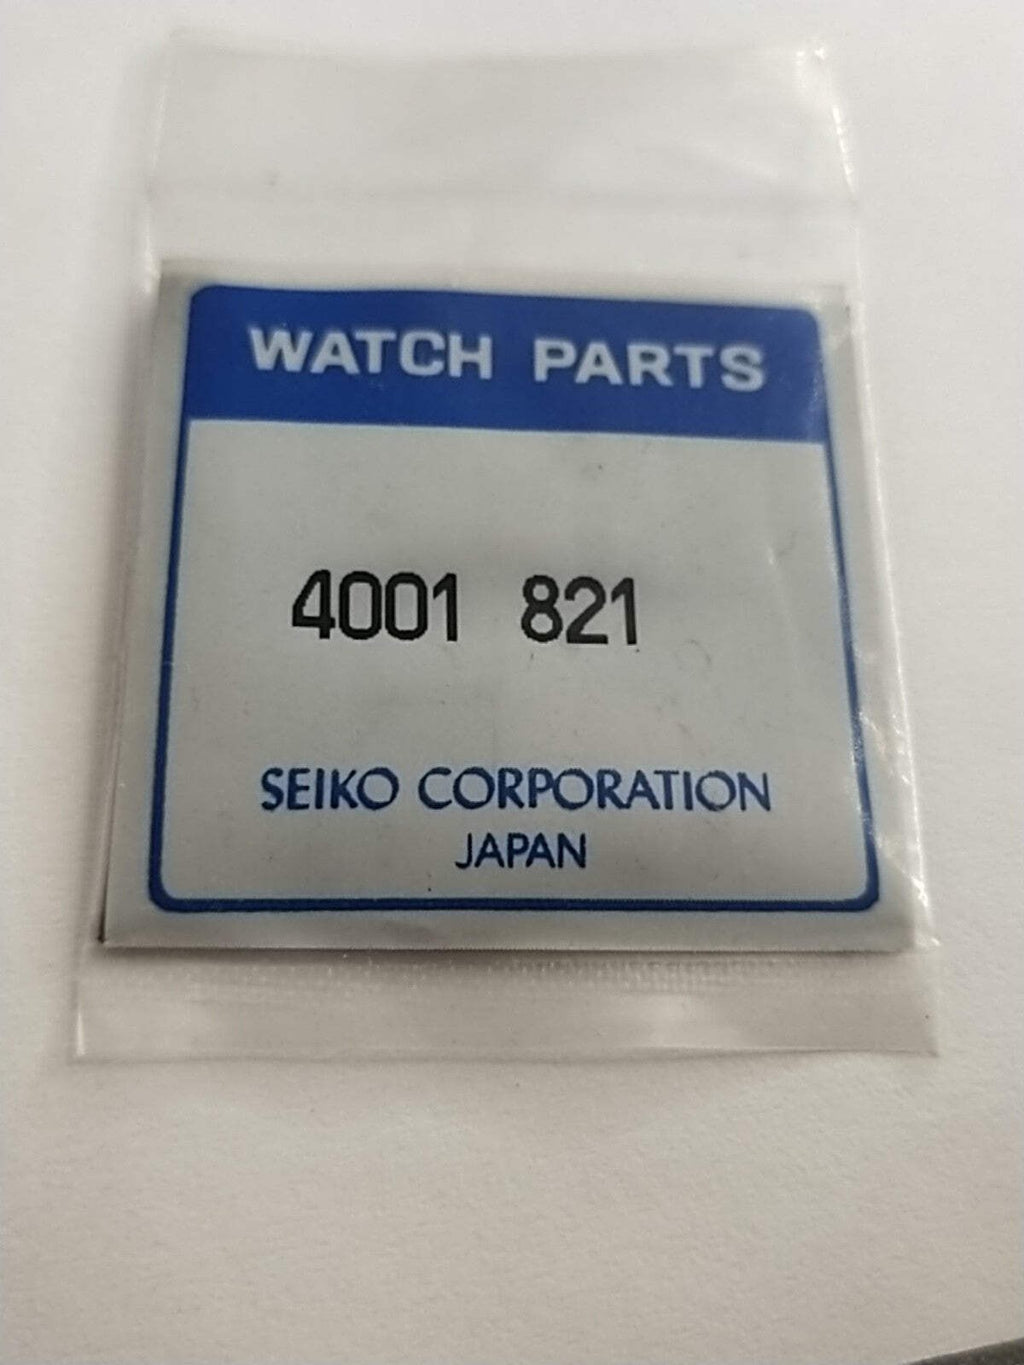 WATCH PARTS
4001 821
SEIKO CORPORATION
JAPAN